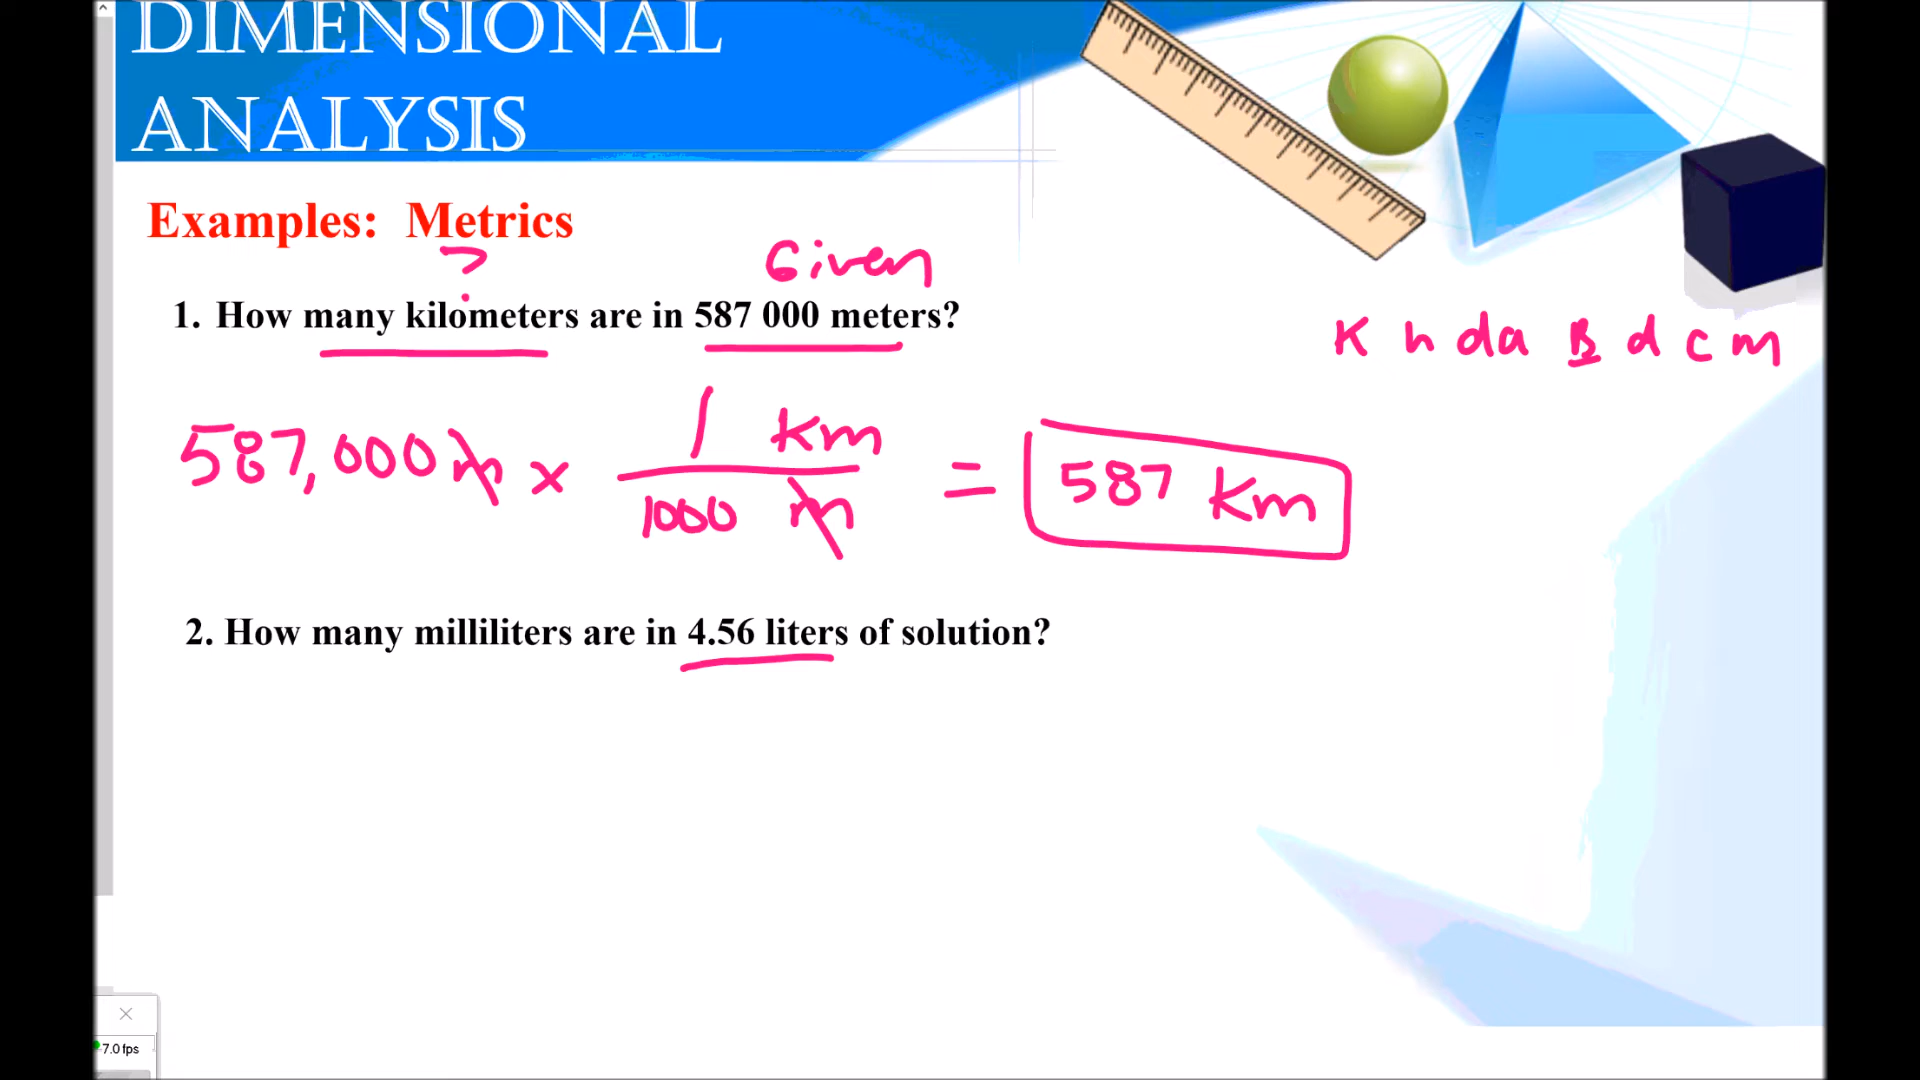 DIMENSIONAL
ANALYSIS
Examples: Metrics
?
Given
1. How many kilometers are in 587 000 meters?
K h da B d c m
587,000 m x 1 Km / 1000 m = 587 Km
2. How many milliliters are in 4.56 liters of solution?
7.0 fps